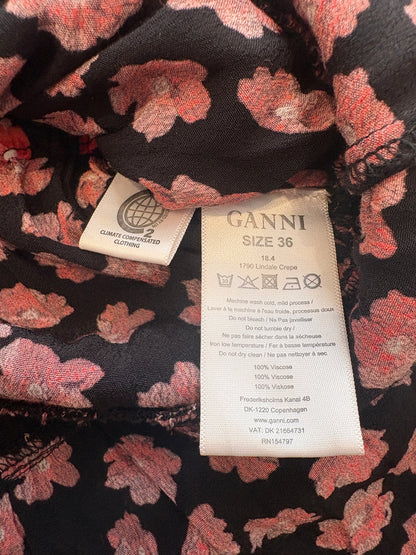 2
CLIMATE COMPENSATED
CLOTHING
GANNI
SIZE 36
18.4
1790 Lindale Crepe
Machine wash cold, mild process /
Laver à la machine à l'eau froide, processus doux
Do not bleach / Ne pas blanchir
Do not tumble dry /
Ne pas faire sécher dans la sécheuse
Iron low temperature / Fer à basse température
Do not dry clean / Ne pas nettoyer à sec
100% Viscose
100% Viscose
100% Viskose
Frederiksholms Kanal 4B
DK-1220 Copenhagen
www.ganni.com
VAT: DK 21664731
RN154797